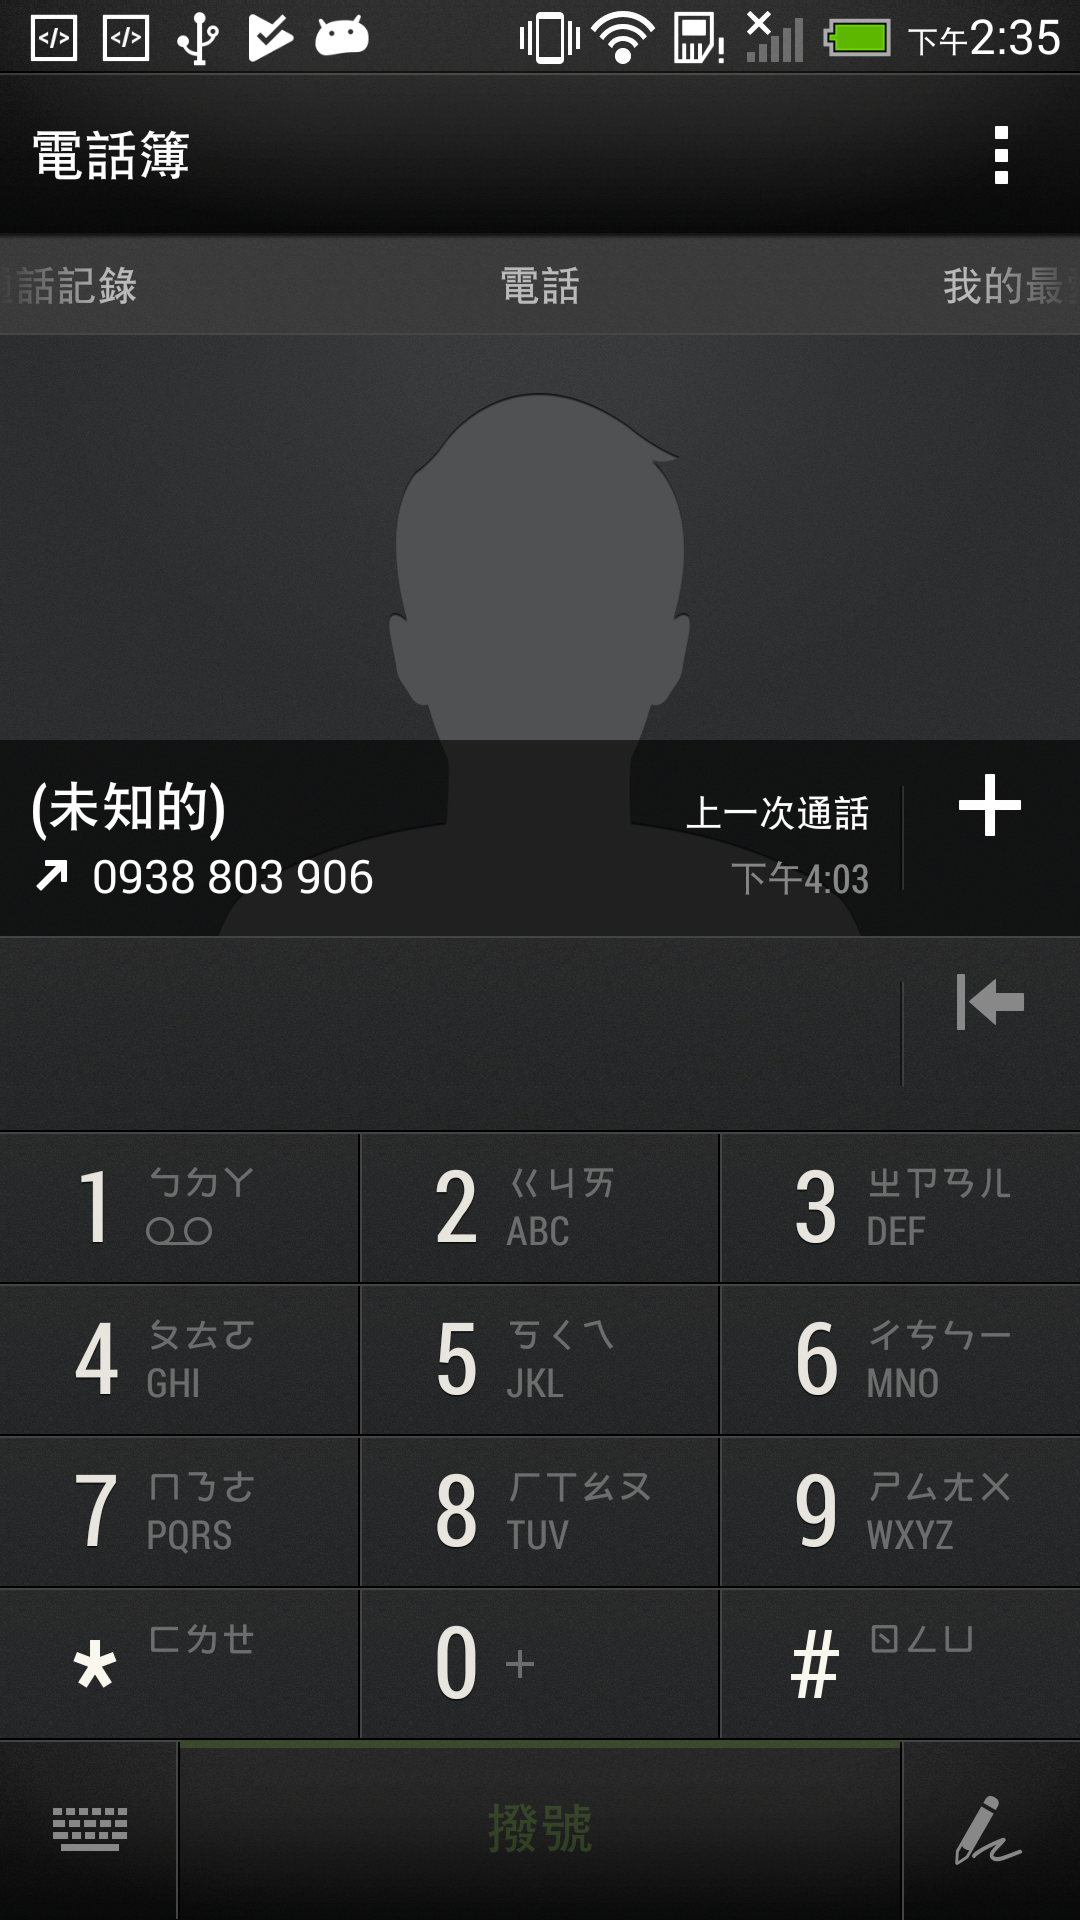 下午2:35
電話簿
話記錄 電話 我的最
(未知的)
上一次通話
0938 803 906
下午4:03
1 ㄅㄉㄚ
2 ㄍㄐㄞ ABC
3 ㄓㄗㄢㄦ DEF
4 ㄆㄊㄛ GHI
5 ㄎㄑㄟ JKL
6 ㄔㄘㄣㄧ MNO
7 ㄇㄋㄜ PQRS
8 ㄏㄒㄠㄡ TUV
9 ㄕㄙㄤㄨ WXYZ
* ㄈㄌㄝ
0 +
# ㄖㄥㄩ
撥號